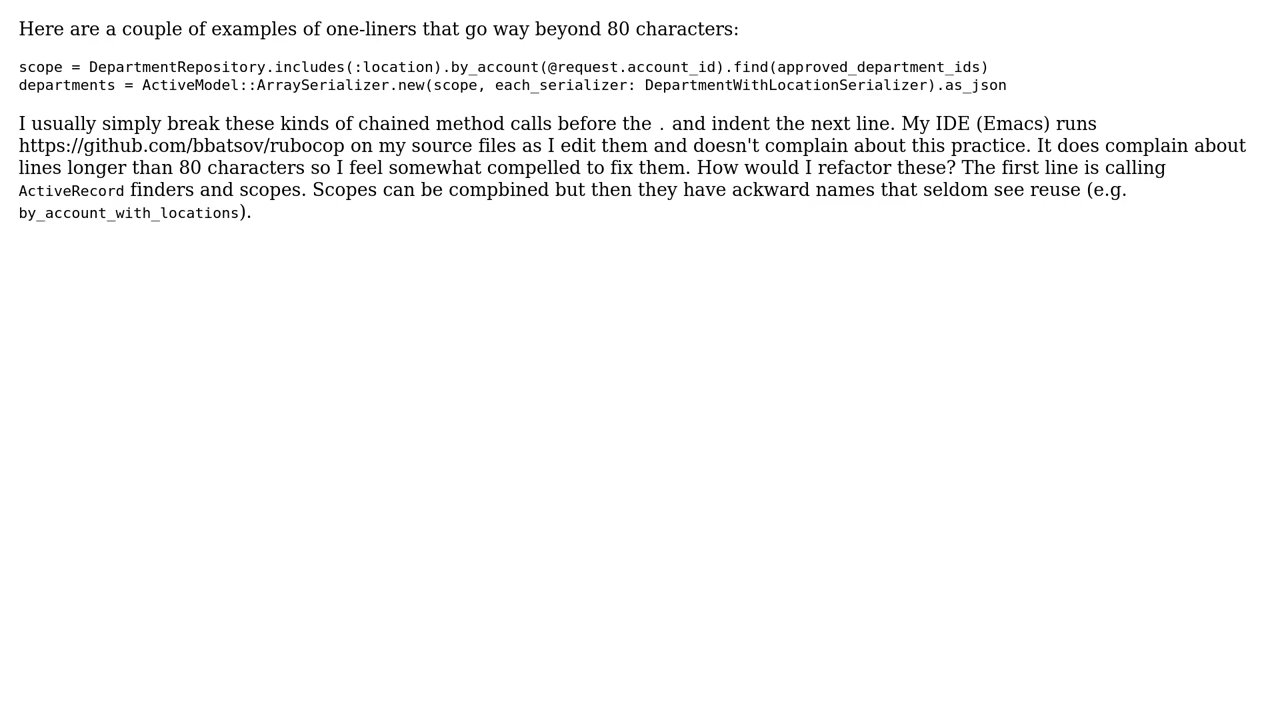 Here are a couple of examples of one-liners that go way beyond 80 characters:
scope = DepartmentRepository.includes(:location).by_account(@request.account_id).find(approved_department_ids)
departments = ActiveModel::ArraySerializer.new(scope, each_serializer: DepartmentWithLocationSerializer).as_json
I usually simply break these kinds of chained method calls before the . and indent the next line. My IDE (Emacs) runs
https://github.com/bbatsov/rubocop on my source files as I edit them and doesn't complain about this practice. It does complain about
lines longer than 80 characters so I feel somewhat compelled to fix them. How would I refactor these? The first line is calling
ActiveRecord finders and scopes. Scopes can be compbined but then they have ackward names that seldom see reuse (e.g.
by_account_with_locations).